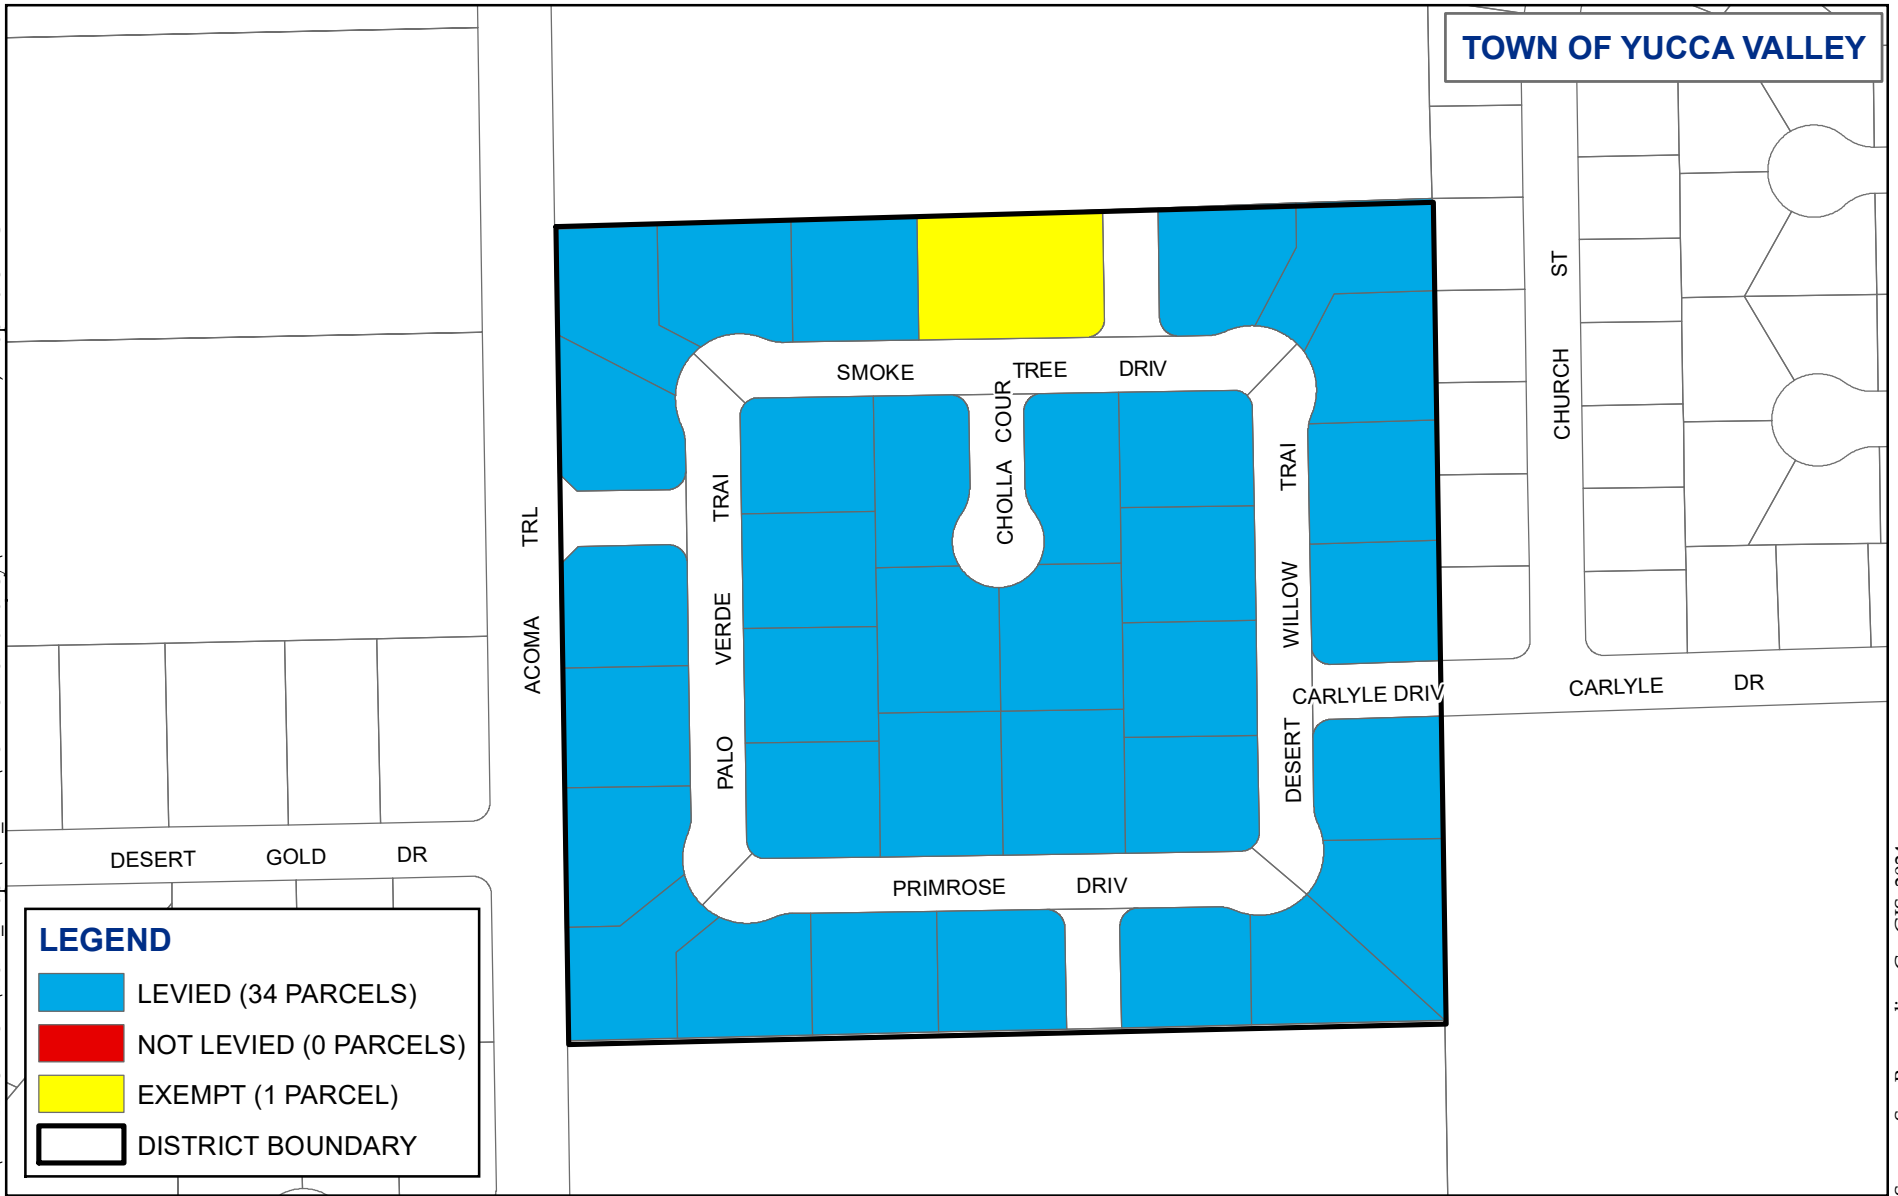 TOWN OF YUCCA VALLEY
SMOKE TREE DRIV
CHOLLA COUR
PALO VERDE TRAI
DESERT WILLOW TRAI
ACOMA TRL
CHURCH ST
CARLYLE DRIV
CARLYLE DR
DESERT GOLD DR
PRIMROSE DRIV
LEGEND
LEVIED (34 PARCELS)
NOT LEVIED (0 PARCELS)
EXEMPT (1 PARCEL)
DISTRICT BOUNDARY